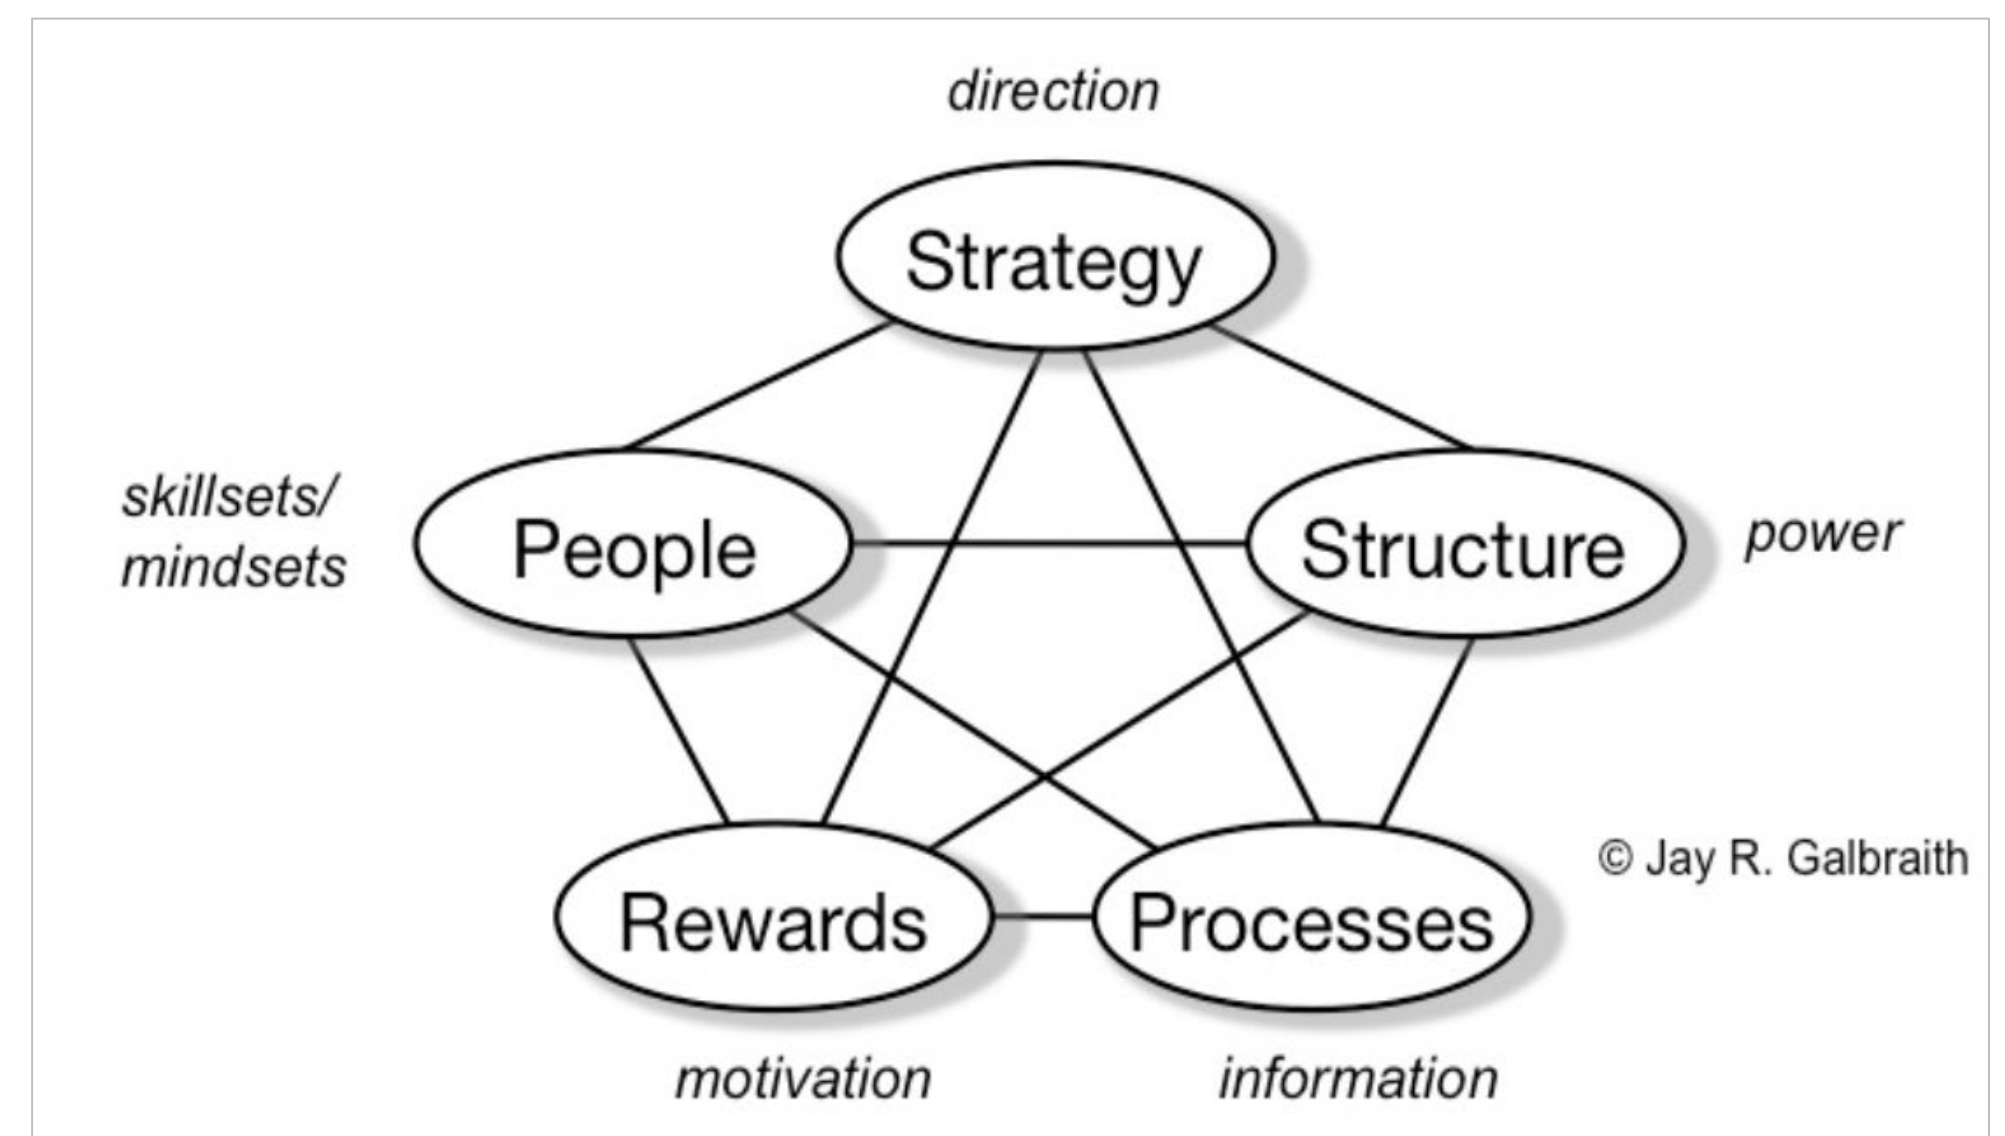 direction
Strategy
skillsets/
mindsets
People
Structure
power
© Jay R. Galbraith
Rewards
Processes
motivation
information